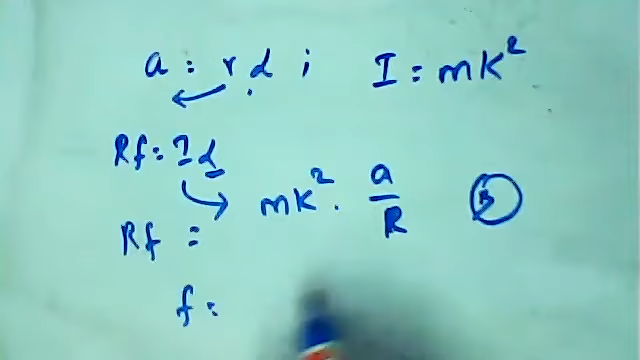 a = rα ; I = mK²
Rf = Iα
Rf = mK² · a/R (B)
f =